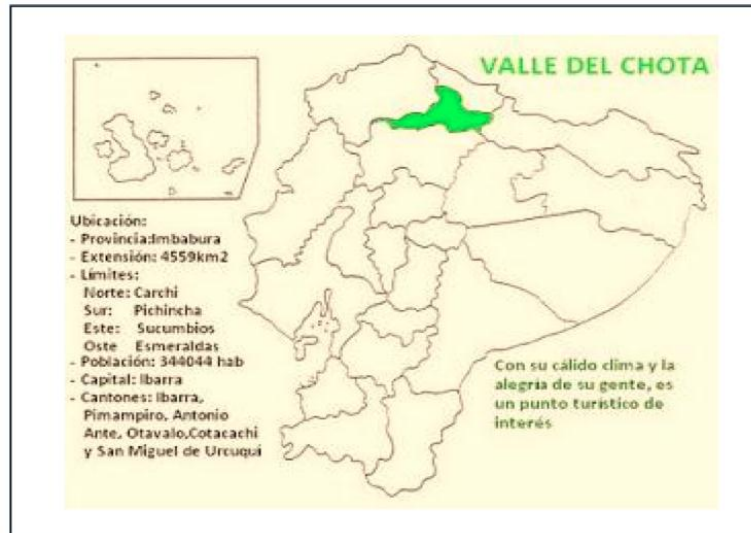 VALLE DEL CHOTA
Ubicación:
- Provincia:Imbabura
- Extensión: 4559km2
- Límites:
Norte: Carchi
Sur: Pichincha
Este: Sucumbios
Oste Esmeraldas
- Población: 344044 hab
- Capital: Ibarra
- Cantones: Ibarra,
Pimampiro, Antonio
Ante, Otavalo,Cotacachi
y San Miguel de Urcuquí
Con su cálido clima y la
alegría de su gente, es
un punto turístico de
interés